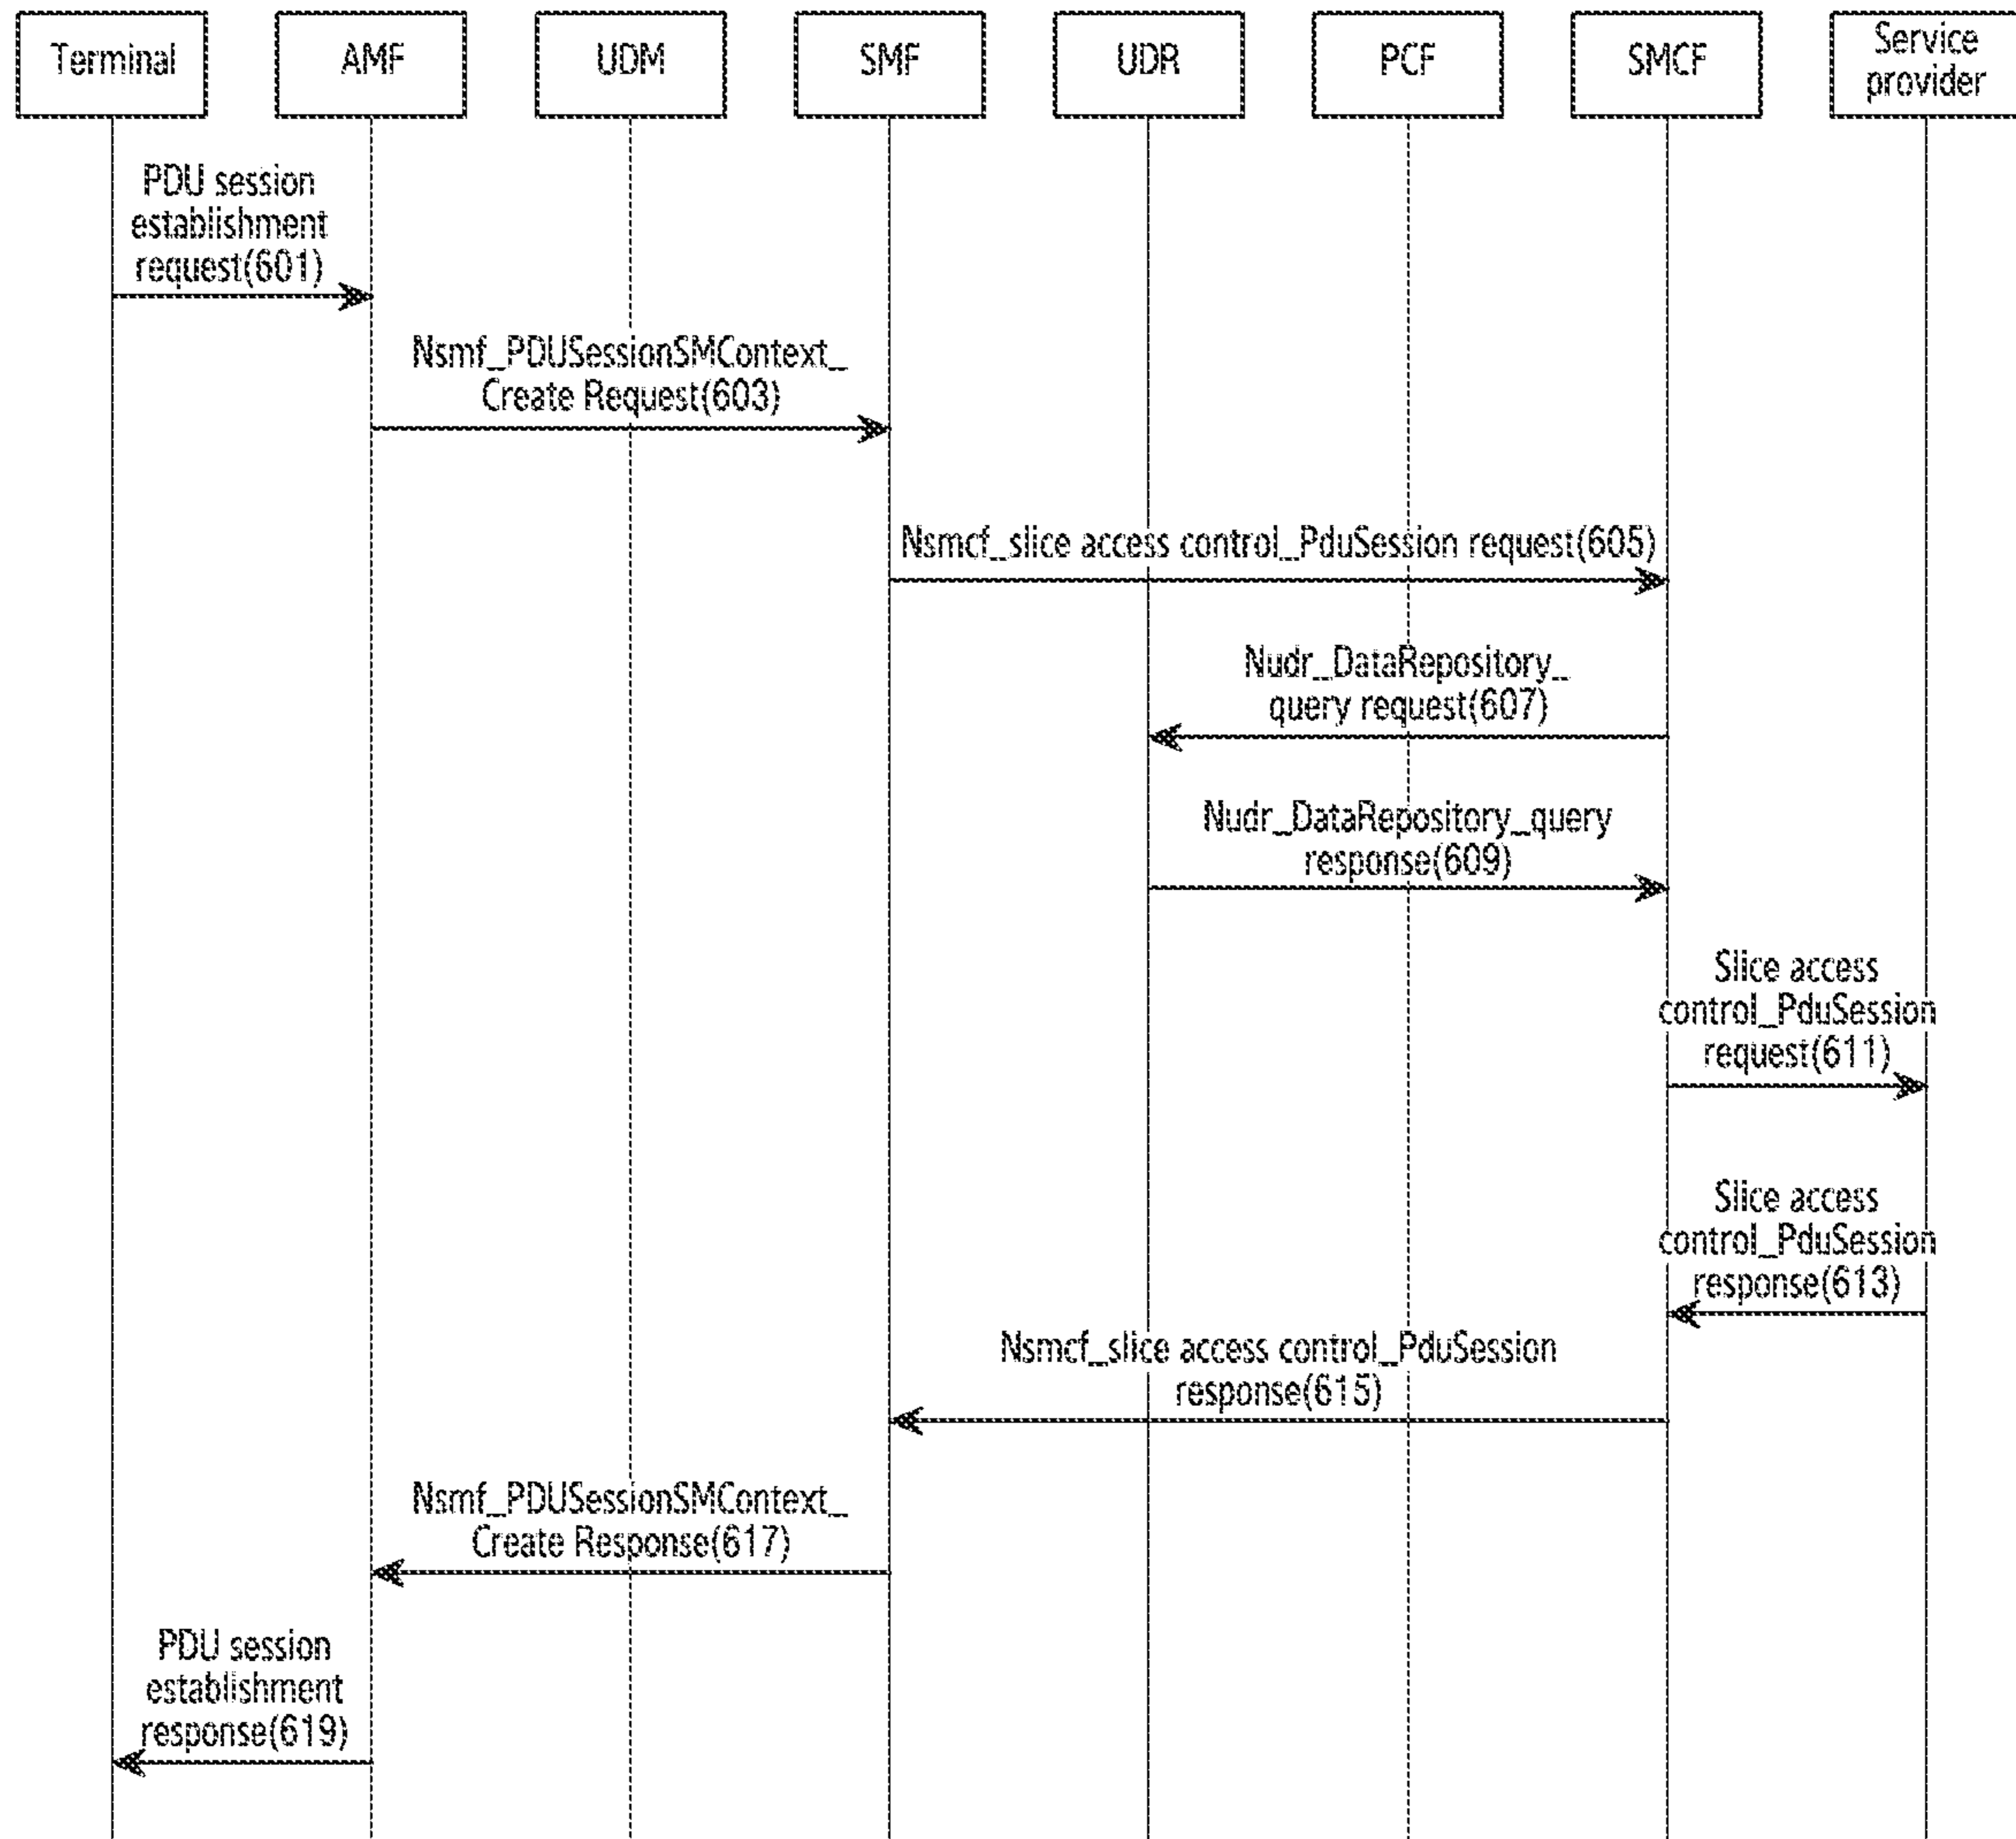 Terminal
AMF
UDM
SMF
UDR
PCF
SMCF
Service
provider
PDU session
establishment
request(601)
Nsmf_PDUSessionSMContext_
Create Request(603)
Nsmcf_slice access control_PduSession request(605)
Nudr_DataRepository_
query request(607)
Nudr_DataRepository_query
response(609)
Slice access
control_PduSession
request(611)
Slice access
control_PduSession
response(613)
Nsmcf_slice access control_PduSession
response(615)
Nsmf_PDUSessionSMContext_
Create Response(617)
PDU session
establishment
response(619)